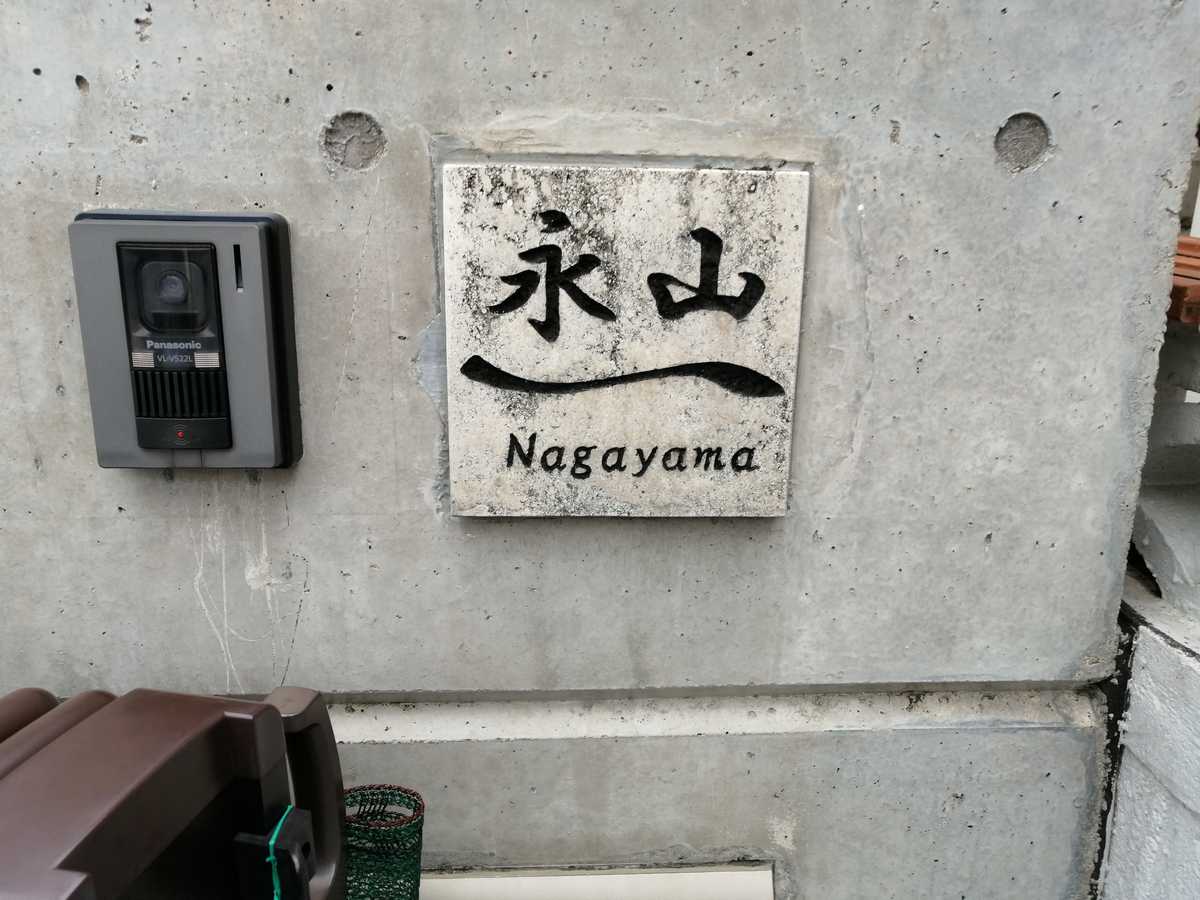 Panasonic
VL-V522L
永山
Nagayama